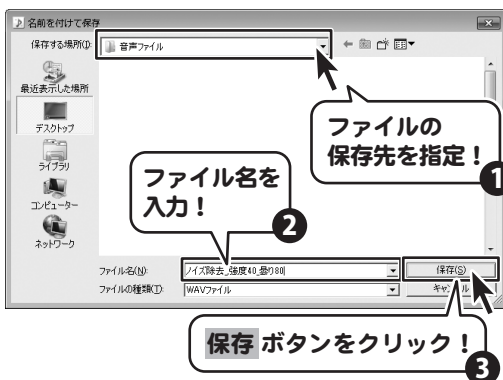 名前を付けて保存
保存する場所(I):
音声ファイル
最近表示した場所
デスクトップ
ライブラリ
コンピューター
ネットワーク
ファイルの
保存先を指定！
1
ファイル名を
入力！
2
ファイル名(N):
ノイズ除去_強度40_曇り80
保存(S)
ファイルの種類(T):
WAVファイル
キャンセル
保存 ボタンをクリック！
3